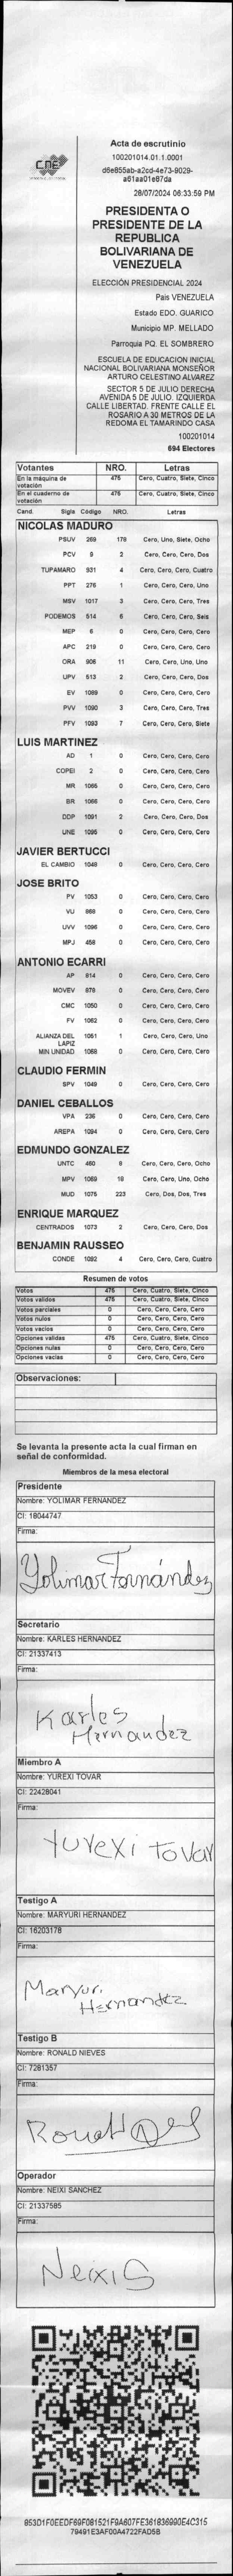 CNE
Acta de escrutinio
100201014.01.1.0001
d6e855ab-a2cd-4e73-9029-
a61aa01e87da
28/07/2024 06:33:59 PM
PRESIDENTA O
PRESIDENTE DE LA
REPUBLICA
BOLIVARIANA DE
VENEZUELA
ELECCIÓN PRESIDENCIAL 2024
Pais VENEZUELA
Estado EDO. GUARICO
Municipio MP. MELLADO
Parroquia PQ. EL SOMBRERO
ESCUELA DE EDUCACION INICIAL
NACIONAL BOLIVARIANA MONSEÑOR
ARTURO CELESTINO ALVAREZ
SECTOR 5 DE JULIO DERECHA
AVENIDA 5 DE JULIO. IZQUIERDA
CALLE LIBERTAD. FRENTE CALLE EL
ROSARIO A 30 METROS DE LA
REDOMA EL TAMARINDO CASA
100201014
694 Electores
Votantes NRO. Letras
En la máquina de votación 475 Cero, Cuatro, Siete, Cinco
En el cuaderno de votación 475 Cero, Cuatro, Siete, Cinco
Cand. Sigla Código NRO. Letras
NICOLAS MADURO
PSUV 269 178 Cero, Uno, Siete, Ocho
PCV 9 2 Cero, Cero, Cero, Dos
TUPAMARO 931 4 Cero, Cero, Cero, Cuatro
PPT 276 1 Cero, Cero, Cero, Uno
MSV 1017 3 Cero, Cero, Cero, Tres
PODEMOS 514 6 Cero, Cero, Cero, Seis
MEP 6 0 Cero, Cero, Cero, Cero
APC 219 0 Cero, Cero, Cero, Cero
ORA 906 11 Cero, Cero, Uno, Uno
UPV 513 2 Cero, Cero, Cero, Dos
EV 1089 0 Cero, Cero, Cero, Cero
PVV 1090 3 Cero, Cero, Cero, Tres
PFV 1093 7 Cero, Cero, Cero, Siete
LUIS MARTINEZ
AD 1 0 Cero, Cero, Cero, Cero
COPEI 2 0 Cero, Cero, Cero, Cero
MR 1065 0 Cero, Cero, Cero, Cero
BR 1066 0 Cero, Cero, Cero, Cero
DDP 1091 2 Cero, Cero, Cero, Dos
UNE 1095 0 Cero, Cero, Cero, Cero
JAVIER BERTUCCI
EL CAMBIO 1048 0 Cero, Cero, Cero, Cero
JOSE BRITO
PV 1053 0 Cero, Cero, Cero, Cero
VU 868 0 Cero, Cero, Cero, Cero
UVV 1096 0 Cero, Cero, Cero, Cero
MPJ 458 0 Cero, Cero, Cero, Cero
ANTONIO ECARRI
AP 814 0 Cero, Cero, Cero, Cero
MOVEV 878 0 Cero, Cero, Cero, Cero
CMC 1050 0 Cero, Cero, Cero, Cero
FV 1062 0 Cero, Cero, Cero, Cero
ALIANZA DEL LAPIZ 1051 1 Cero, Cero, Cero, Uno
MIN UNIDAD 1068 0 Cero, Cero, Cero, Cero
CLAUDIO FERMIN
SPV 1049 0 Cero, Cero, Cero, Cero
DANIEL CEBALLOS
VPA 236 0 Cero, Cero, Cero, Cero
AREPA 1094 0 Cero, Cero, Cero, Cero
EDMUNDO GONZALEZ
UNTC 480 8 Cero, Cero, Cero, Ocho
MPV 1069 18 Cero, Cero, Uno, Ocho
MUD 1075 223 Cero, Dos, Dos, Tres
ENRIQUE MARQUEZ
CENTRADOS 1073 2 Cero, Cero, Cero, Dos
BENJAMIN RAUSSEO
CONDE 1092 4 Cero, Cero, Cero, Cuatro
Resumen de votos
Votos 475 Cero, Cuatro, Siete, Cinco
Votos validos 475 Cero, Cuatro, Siete, Cinco
Votos parciales 0 Cero, Cero, Cero, Cero
Votos nulos 0 Cero, Cero, Cero, Cero
Votos vacios 0 Cero, Cero, Cero, Cero
Opciones validas 475 Cero, Cuatro, Siete, Cinco
Opciones nulas 0 Cero, Cero, Cero, Cero
Opciones vacias 0 Cero, Cero, Cero, Cero
Observaciones:
Se levanta la presente acta la cual firman en
señal de conformidad.
Miembros de la mesa electoral
Presidente
Nombre: YOLIMAR FERNANDEZ
CI: 18044747
Firma:
Yolimar Fernández
Secretario
Nombre: KARLES HERNANDEZ
CI: 21337413
Firma:
Karles
Hernandez
Miembro A
Nombre: YUREXI TOVAR
CI: 22428041
Firma:
Yurexi Tovar
Testigo A
Nombre: MARYURI HERNANDEZ
CI: 16203178
Firma:
Maryuri
Hernandez
Testigo B
Nombre: RONALD NIEVES
CI: 7281357
Firma:
Operador
Nombre: NEIXI SANCHEZ
CI: 21337585
Firma:
Neixi S
953D1F0EEDF69F081521F9A607FE361836990E4C315
79491E3AF00A4722FAD5B